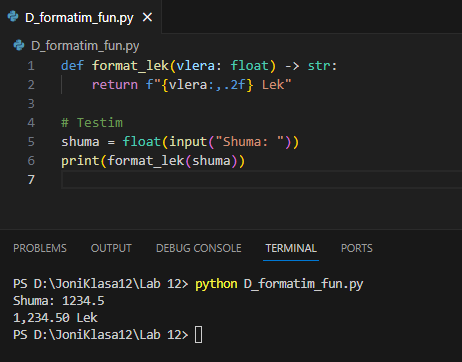 D_formatim_fun.py
D_formatim_fun.py
1 def format_lek(vlera: float) -> str:
2     return f"{vlera:,.2f} Lek"
3
4 # Testim
5 shuma = float(input("Shuma: "))
6 print(format_lek(shuma))
7
PROBLEMS OUTPUT DEBUG CONSOLE TERMINAL PORTS
PS D:\JoniKlasa12\Lab 12> python D_formatim_fun.py
Shuma: 1234.5
1,234.50 Lek
PS D:\JoniKlasa12\Lab 12>